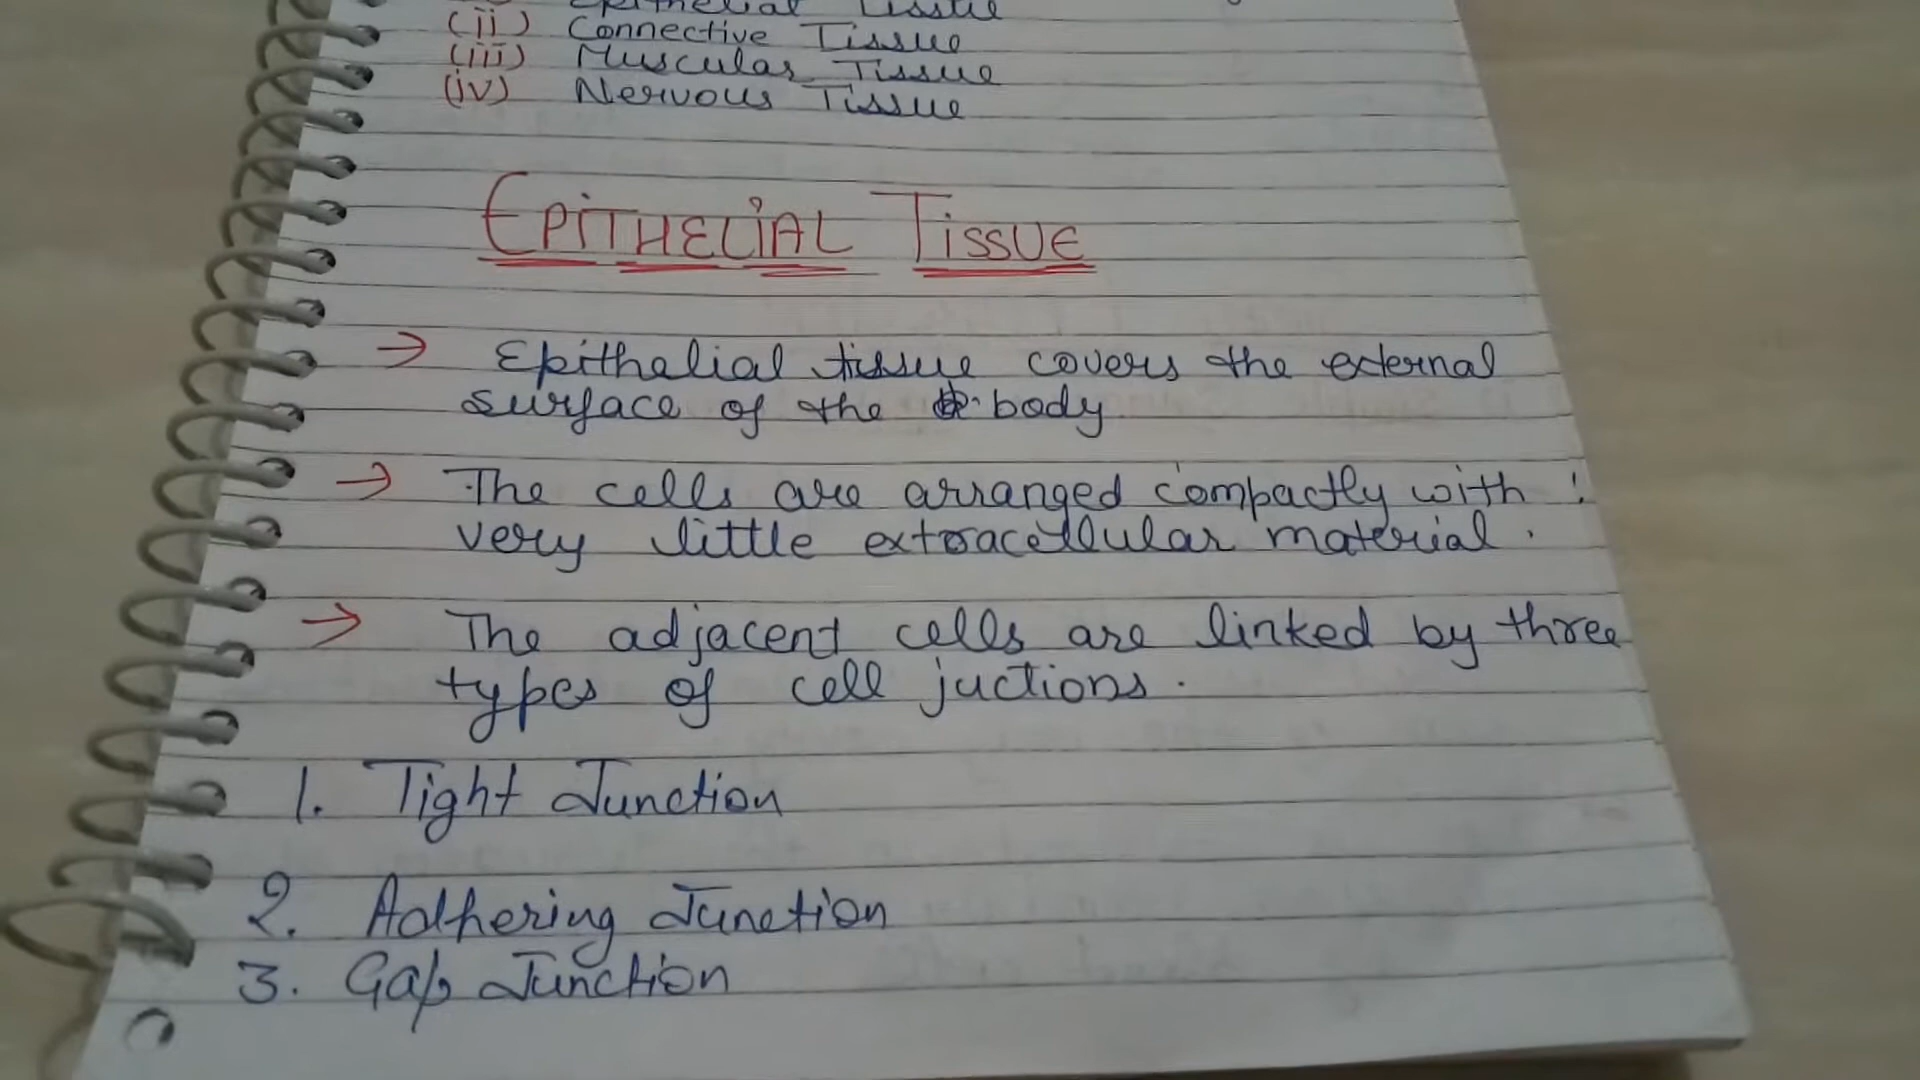 Epithelial Tissue
(ii) Connective Tissue
(iii) Muscular Tissue
(iv) Nervous Tissue
EPITHELIAL TISSUE
→ Epithelial tissue covers the external
surface of the body.
→ The cells are arranged compactly with
very little extracellular material.
→ The adjacent cells are linked by three
types of cell juctions.
1. Tight Junction
2. Adhering Junction
3. Gap Junction